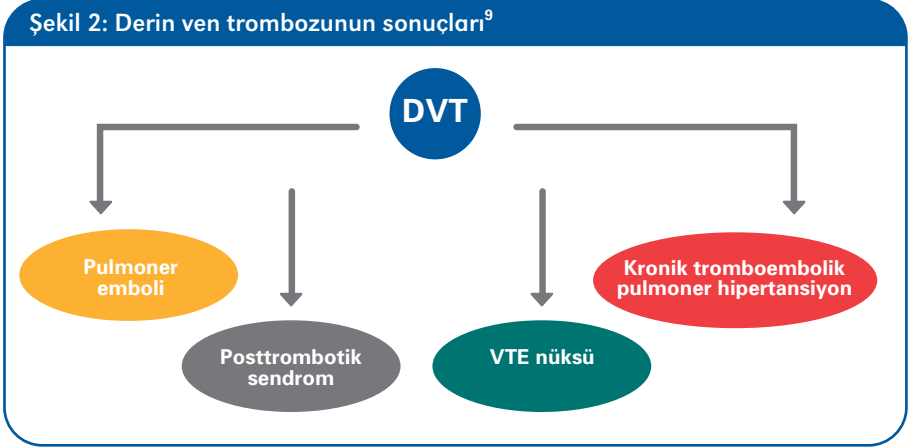 Şekil 2: Derin ven trombozunun sonuçları⁹
DVT
Pulmoner
emboli
Kronik tromboembolik
pulmoner hipertansiyon
Posttrombotik
sendrom
VTE nüksü